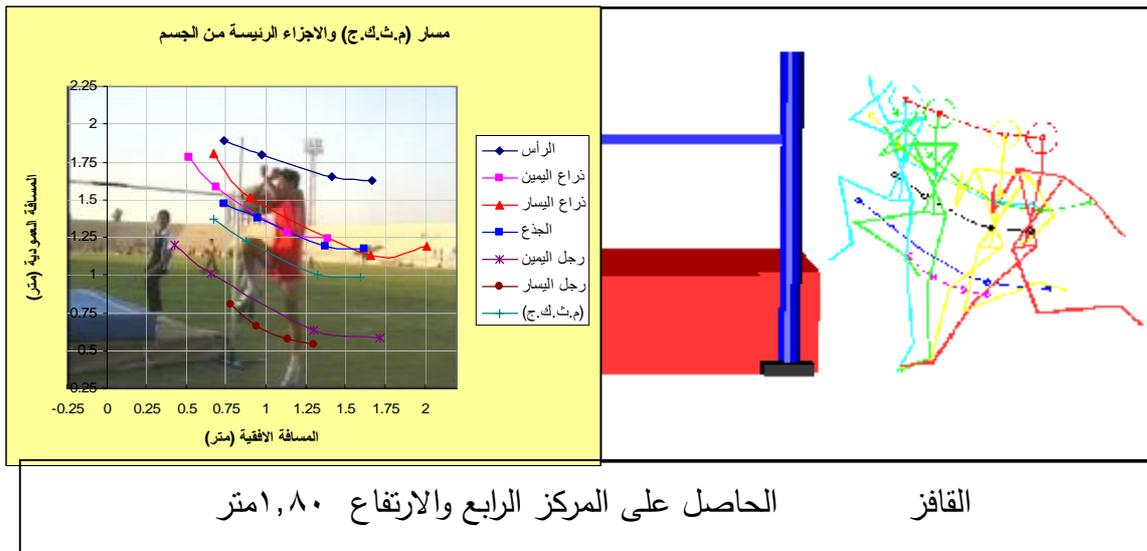 مسار (م.ث.ك.ج) والاجزاء الرئيسة من الجسم
المسافة العمودية (متر)
2.25
2
1.75
1.5
1.25
1
0.75
0.5
0.25
-0.25 0 0.25 0.5 0.75 1 1.25 1.5 1.75 2
المسافة الافقية (متر)
الرأس
ذراع اليمين
ذراع اليسار
الجذع
رجل اليمين
رجل اليسار
(م.ث.ك.ج)
القافز الحاصل على المركز الرابع والارتفاع ١,٨٠متر